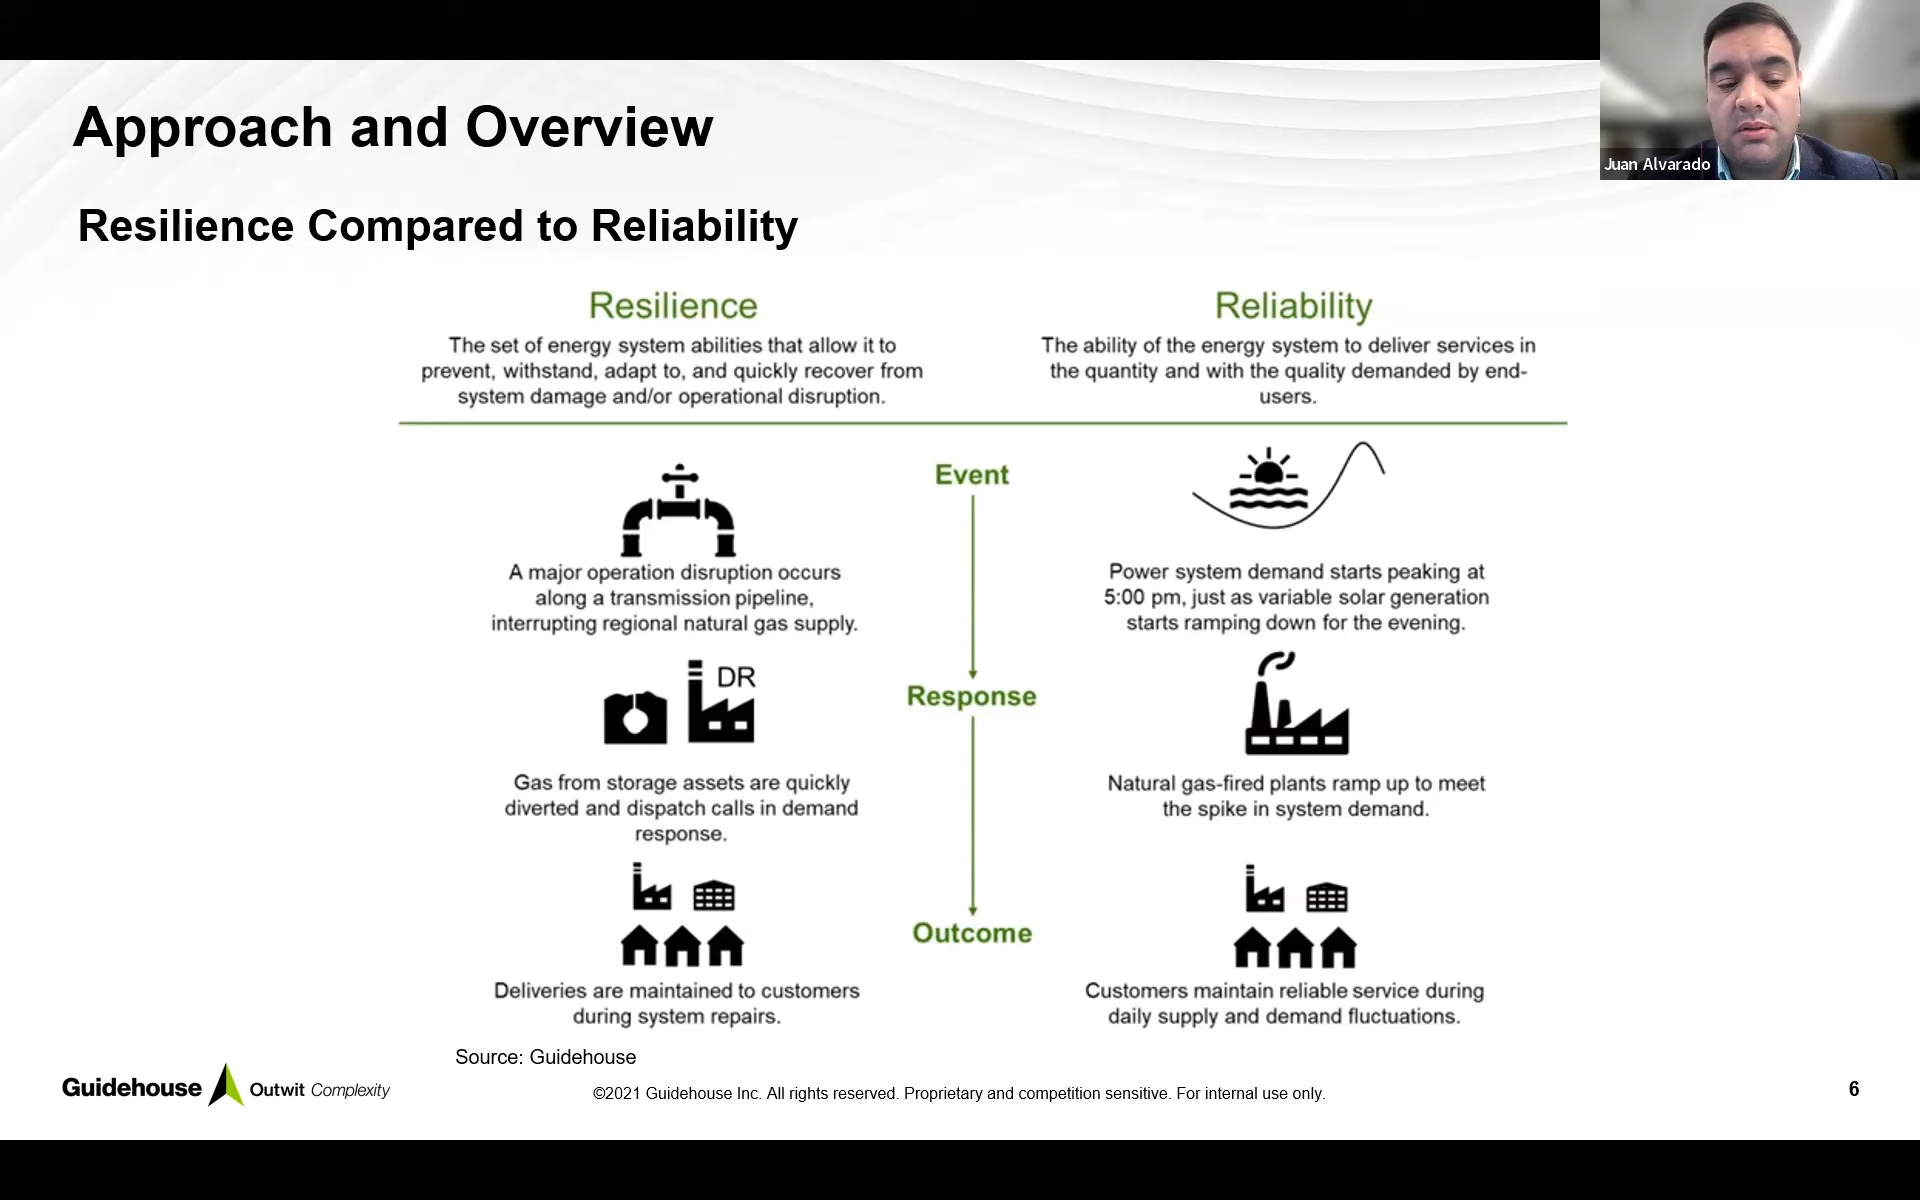 Approach and Overview
Juan Alvarado
Resilience Compared to Reliability
Resilience
The set of energy system abilities that allow it to
prevent, withstand, adapt to, and quickly recover from
system damage and/or operational disruption.
Reliability
The ability of the energy system to deliver services in
the quantity and with the quality demanded by end-
users.
Event
A major operation disruption occurs
along a transmission pipeline,
interrupting regional natural gas supply.
Power system demand starts peaking at
5:00 pm, just as variable solar generation
starts ramping down for the evening.
DR
Response
Gas from storage assets are quickly
diverted and dispatch calls in demand
response.
Natural gas-fired plants ramp up to meet
the spike in system demand.
Outcome
Deliveries are maintained to customers
during system repairs.
Customers maintain reliable service during
daily supply and demand fluctuations.
Source: Guidehouse
Guidehouse Outwit Complexity
©2021 Guidehouse Inc. All rights reserved. Proprietary and competition sensitive. For internal use only.
6